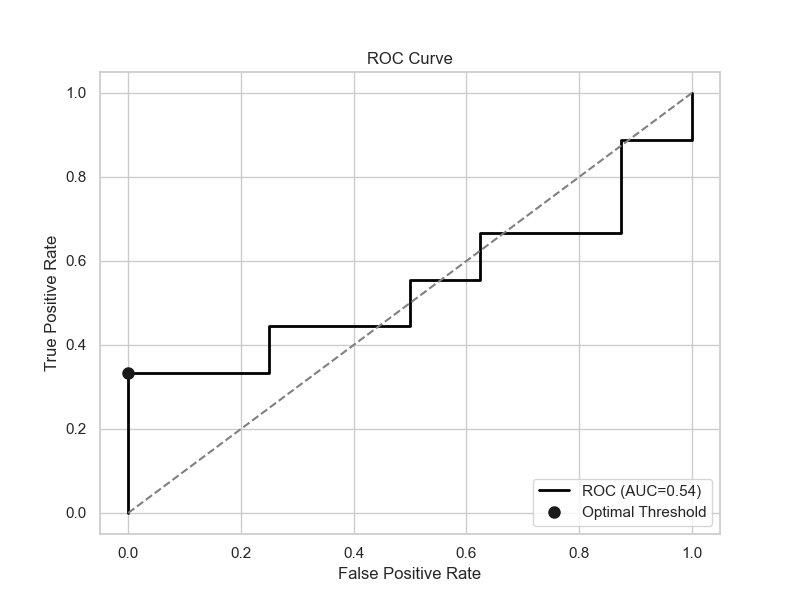 ROC Curve
True Positive Rate
1.0
0.8
0.6
0.4
0.2
0.0
0.0 0.2 0.4 0.6 0.8 1.0
False Positive Rate
ROC (AUC=0.54)
Optimal Threshold